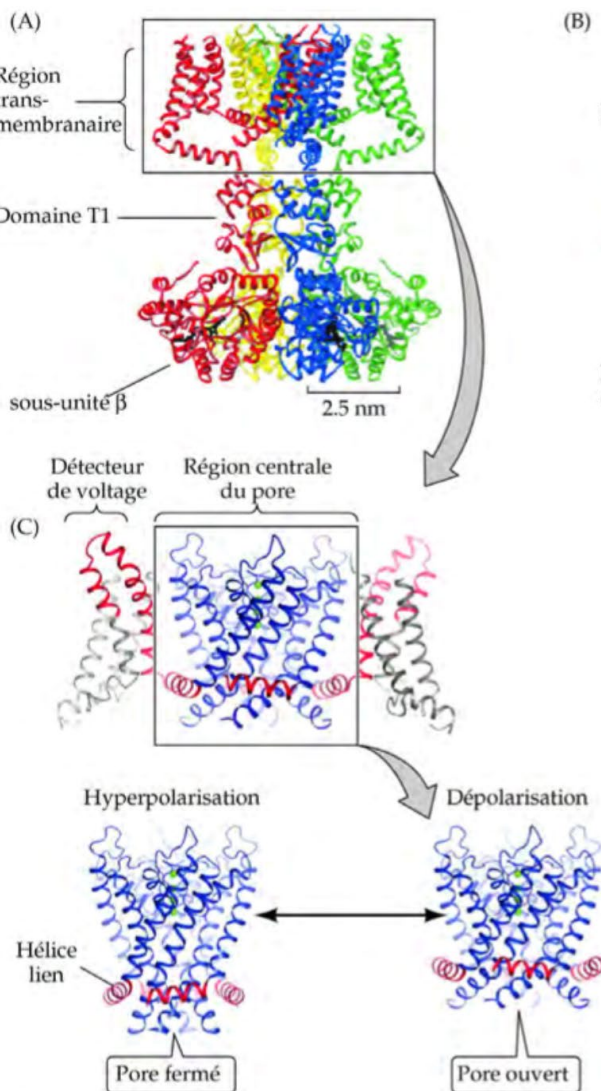 (A)
(B)
Région
trans-
membranaire
Domaine T1
sous-unité β
2.5 nm
Détecteur
de voltage
Région centrale
du pore
(C)
Hyperpolarisation
Dépolarisation
Hélice
lien
Pore fermé
Pore ouvert